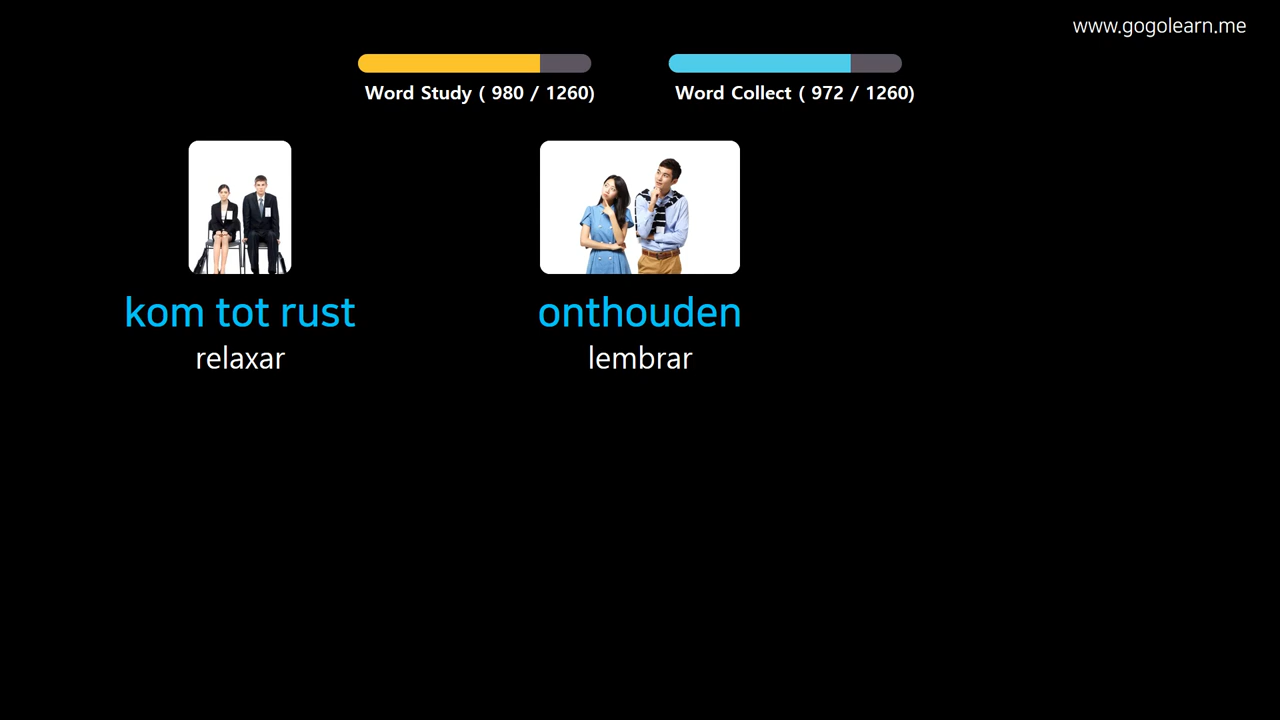 www.gogolearn.me
Word Study ( 980 / 1260)
Word Collect ( 972 / 1260)
kom tot rust
relaxar
onthouden
lembrar